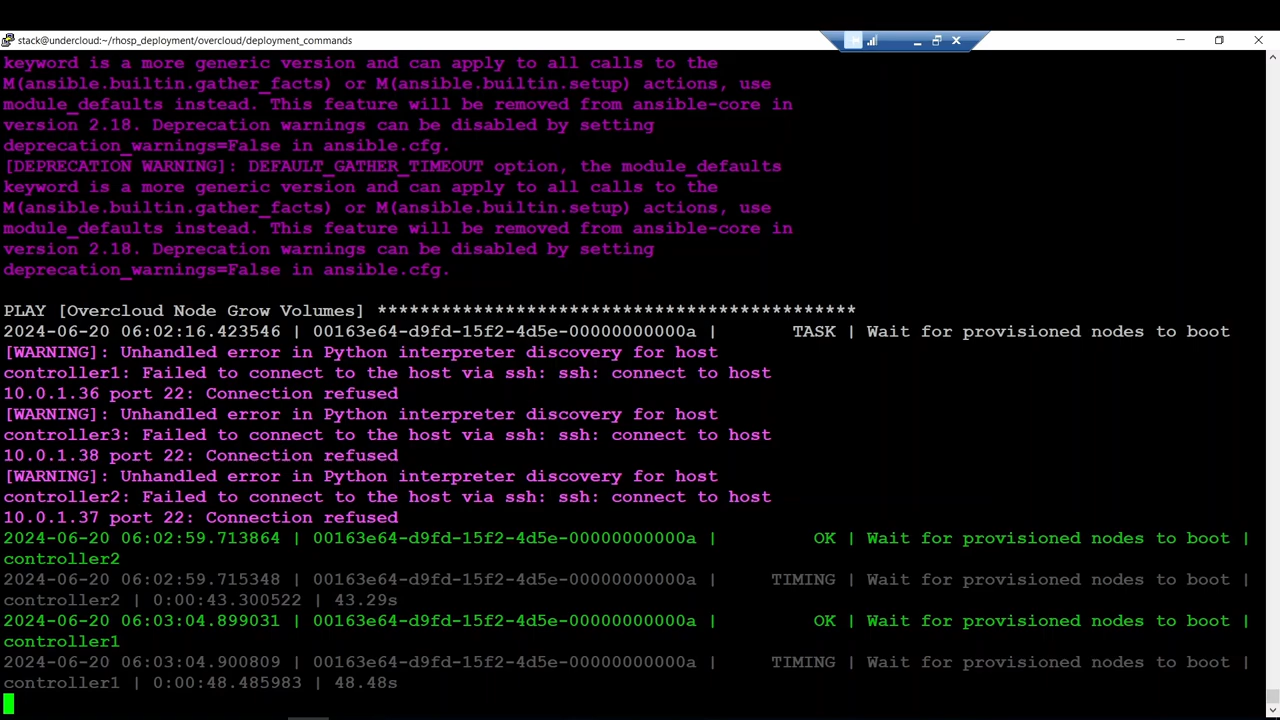 stack@undercloud:~/rhosp_deployment/overcloud/deployment_commands
keyword is a more generic version and can apply to all calls to the
M(ansible.builtin.gather_facts) or M(ansible.builtin.setup) actions, use
module_defaults instead. This feature will be removed from ansible-core in
version 2.18. Deprecation warnings can be disabled by setting
deprecation_warnings=False in ansible.cfg.
[DEPRECATION WARNING]: DEFAULT_GATHER_TIMEOUT option, the module_defaults
keyword is a more generic version and can apply to all calls to the
M(ansible.builtin.gather_facts) or M(ansible.builtin.setup) actions, use
module_defaults instead. This feature will be removed from ansible-core in
version 2.18. Deprecation warnings can be disabled by setting
deprecation_warnings=False in ansible.cfg.
PLAY [Overcloud Node Grow Volumes] *********************************************
2024-06-20 06:02:16.423546 | 00163e64-d9fd-15f2-4d5e-00000000000a | TASK | Wait for provisioned nodes to boot
[WARNING]: Unhandled error in Python interpreter discovery for host
controller1: Failed to connect to the host via ssh: ssh: connect to host
10.0.1.36 port 22: Connection refused
[WARNING]: Unhandled error in Python interpreter discovery for host
controller3: Failed to connect to the host via ssh: ssh: connect to host
10.0.1.38 port 22: Connection refused
[WARNING]: Unhandled error in Python interpreter discovery for host
controller2: Failed to connect to the host via ssh: ssh: connect to host
10.0.1.37 port 22: Connection refused
2024-06-20 06:02:59.713864 | 00163e64-d9fd-15f2-4d5e-00000000000a | OK | Wait for provisioned nodes to boot |
controller2
2024-06-20 06:02:59.715348 | 00163e64-d9fd-15f2-4d5e-00000000000a | TIMING | Wait for provisioned nodes to boot |
controller2 | 0:00:43.300522 | 43.29s
2024-06-20 06:03:04.899031 | 00163e64-d9fd-15f2-4d5e-00000000000a | OK | Wait for provisioned nodes to boot |
controller1
2024-06-20 06:03:04.900809 | 00163e64-d9fd-15f2-4d5e-00000000000a | TIMING | Wait for provisioned nodes to boot |
controller1 | 0:00:48.485983 | 48.48s